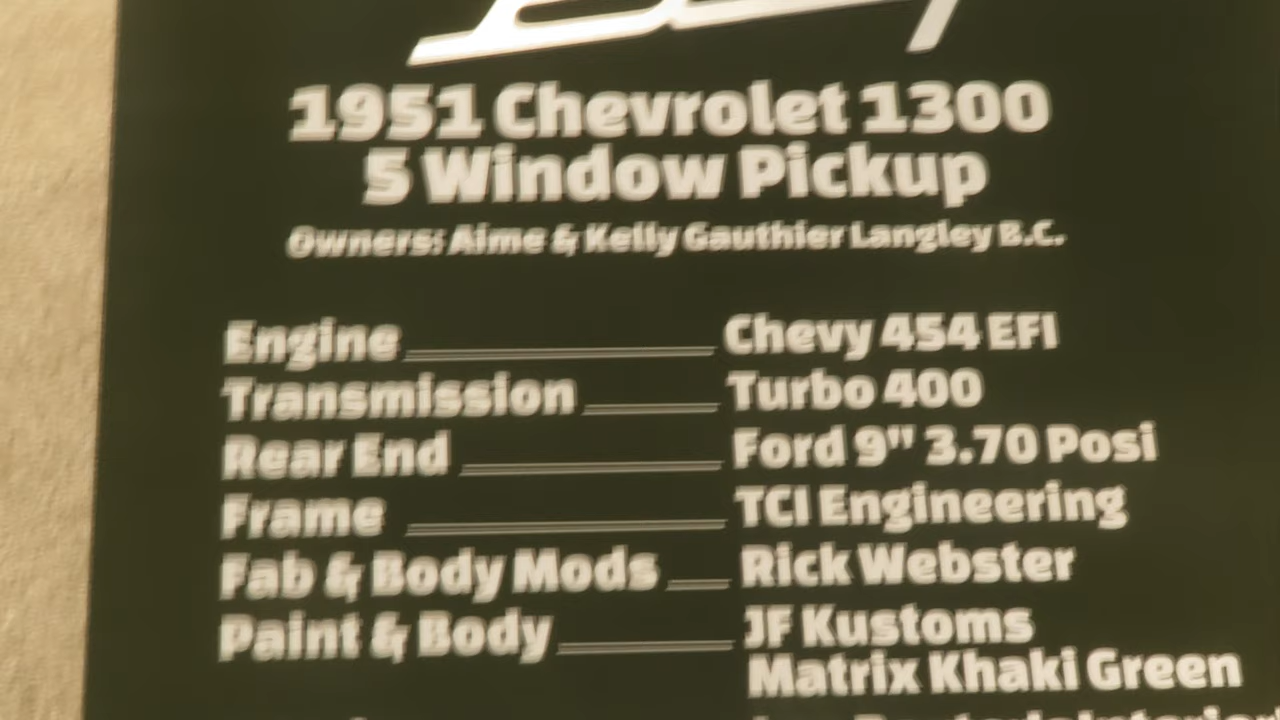 1951 Chevrolet 1300
5 Window Pickup
Owners: Aime & Kelly Gauthier Langley B.C.
Engine Chevy 454 EFI
Transmission Turbo 400
Rear End Ford 9" 3.70 Posi
Frame TCI Engineering
Fab & Body Mods Rick Webster
Paint & Body JF Kustoms
Matrix Khaki Green